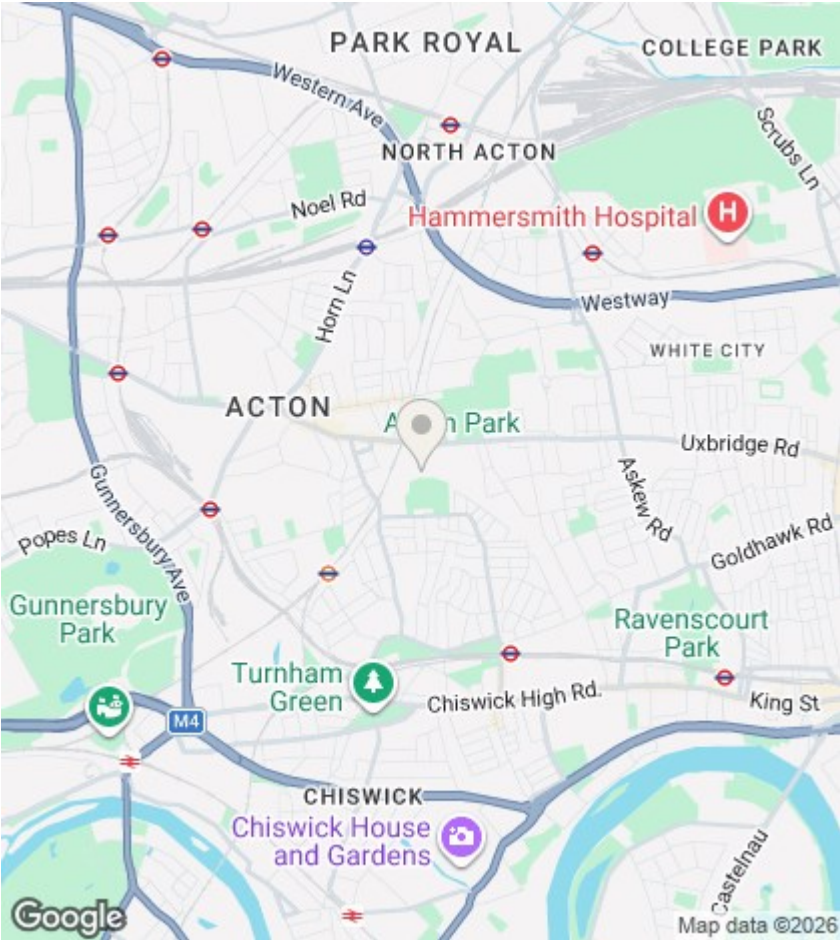 PARK ROYAL
COLLEGE PARK
Western Ave
Scrubs Ln
NORTH ACTON
Noel Rd
Hammersmith Hospital
H
Horn Ln
Westway
WHITE CITY
ACTON
Park
Uxbridge Rd
Askew Rd
Gunnersbury Ave
Popes Ln
Goldhawk Rd
Gunnersbury
Park
Ravenscourt
Park
Turnham
Green
Chiswick High Rd.
King St
M4
CHISWICK
Chiswick House
and Gardens
Castelnau
Google
Map data ©2026